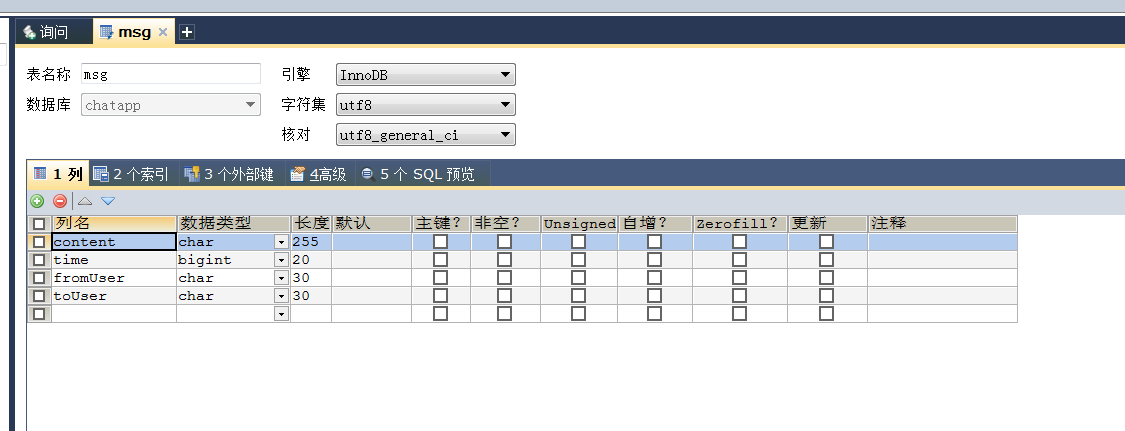 询问 msg
表名称 msg 引擎 InnoDB
数据库 chatapp 字符集 utf8
核对 utf8_general_ci
1 列 2 个索引 3 个外部键 4高级 5 个 SQL 预览
列名 数据类型 长度 默认 主键? 非空? Unsigned 自增? Zerofill? 更新 注释
content char 255
time bigint 20
fromUser char 30
toUser char 30